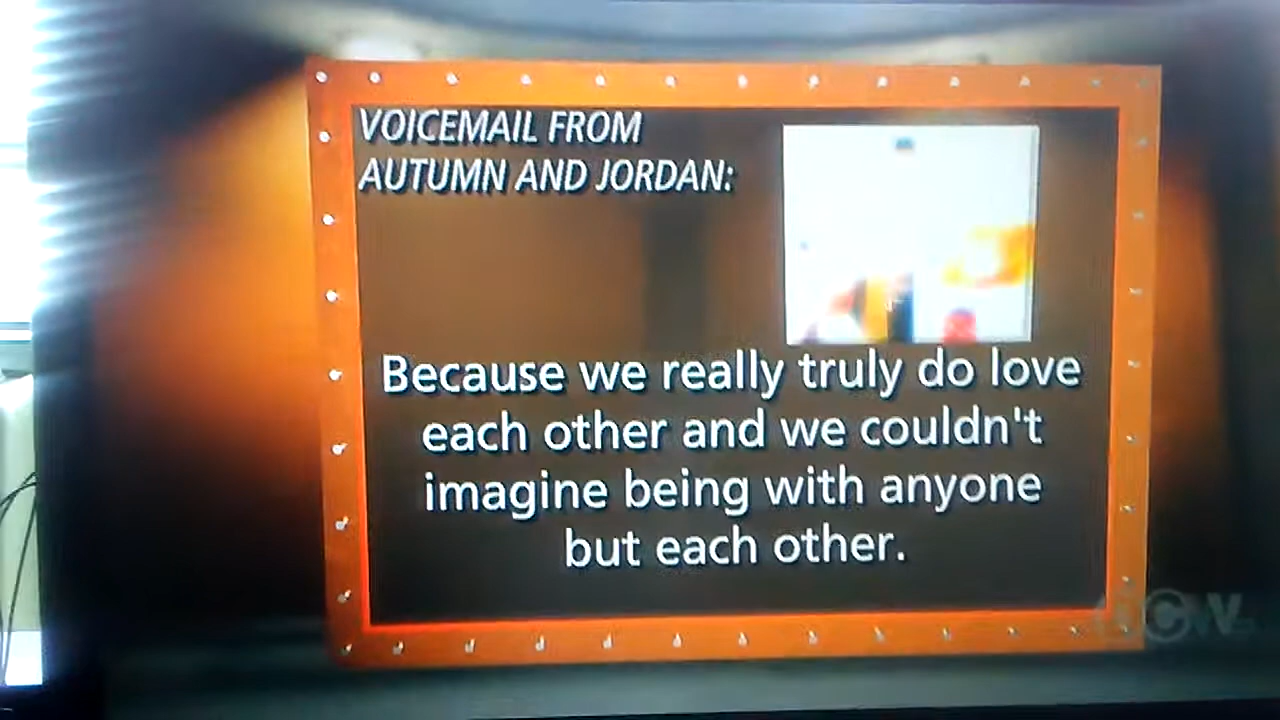 VOICEMAIL FROM
AUTUMN AND JORDAN:
Because we really truly do love
each other and we couldn't
imagine being with anyone
but each other.
CW